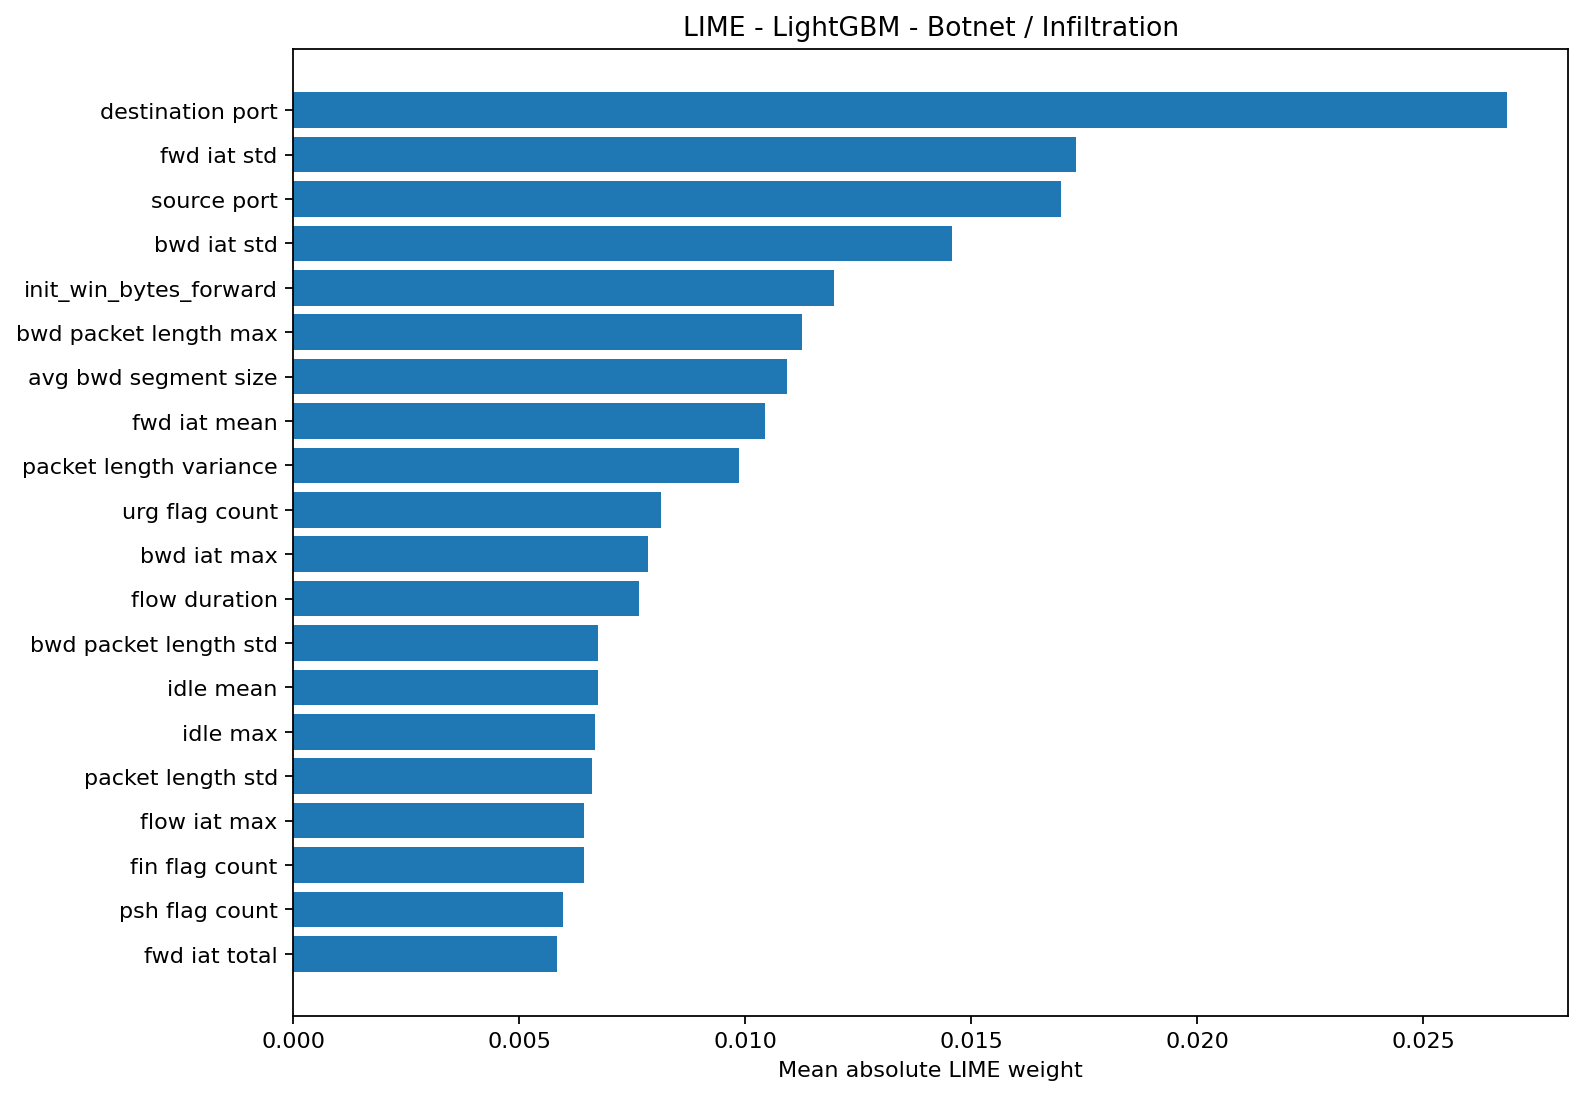 LIME - LightGBM - Botnet / Infiltration
destination port
fwd iat std
source port
bwd iat std
init_win_bytes_forward
bwd packet length max
avg bwd segment size
fwd iat mean
packet length variance
urg flag count
bwd iat max
flow duration
bwd packet length std
idle mean
idle max
packet length std
flow iat max
fin flag count
psh flag count
fwd iat total
0.000 0.005 0.010 0.015 0.020 0.025
Mean absolute LIME weight